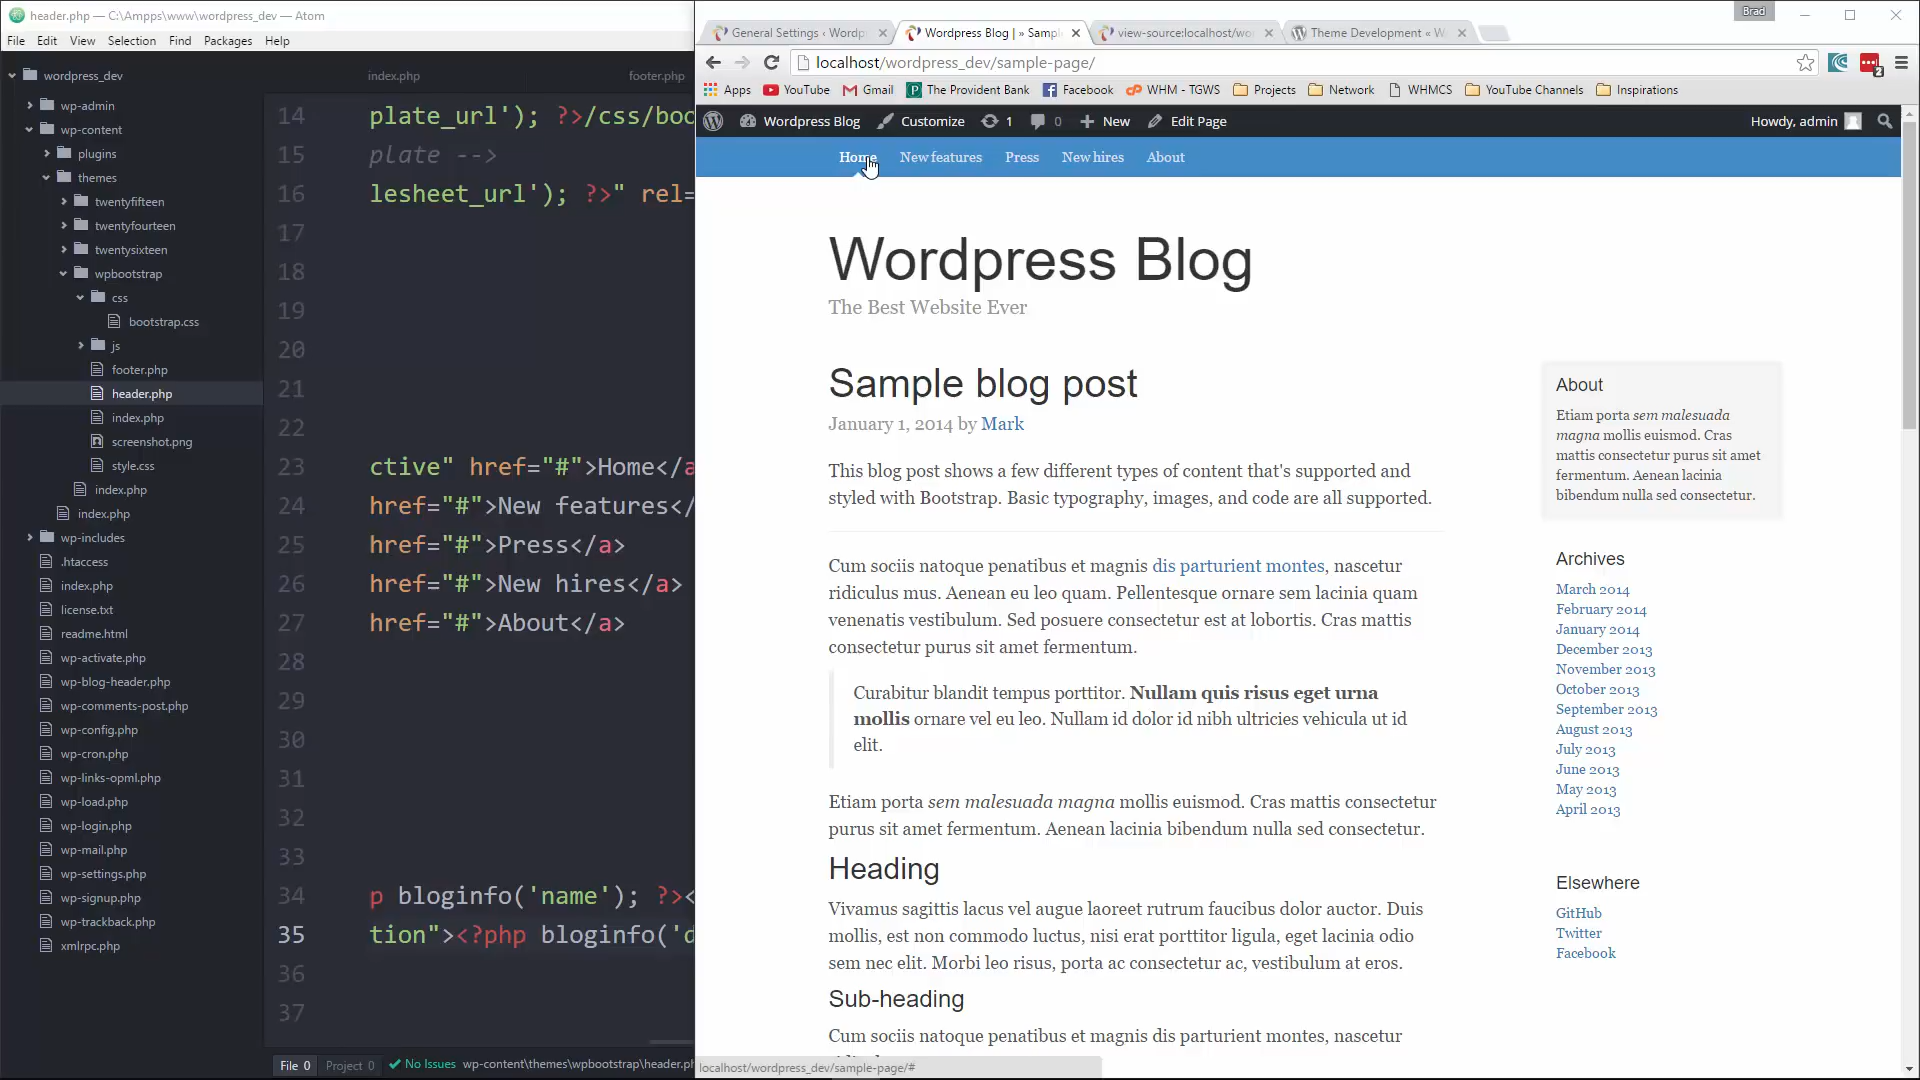 header.php — C:\Ampps\www\wordpress_dev — Atom
File Edit View Selection Find Packages Help
wordpress_dev
wp-admin
wp-content
plugins
themes
twentyfifteen
twentyfourteen
twentysixteen
wpbootstrap
css
bootstrap.css
js
footer.php
header.php
index.php
screenshot.png
style.css
index.php
index.php
wp-includes
.htaccess
index.php
license.txt
readme.html
wp-activate.php
wp-blog-header.php
wp-comments-post.php
wp-config.php
wp-cron.php
wp-links-opml.php
wp-load.php
wp-login.php
wp-mail.php
wp-settings.php
wp-signup.php
wp-trackback.php
xmlrpc.php
index.php footer.php
14 plate_url'); ?>/css/boo
15 plate -->
16 lesheet_url'); ?>" rel=
17
18
19
20
21
22
23 ctive" href="#">Home</a
24 href="#">New features</
25 href="#">Press</a>
26 href="#">New hires</a>
27 href="#">About</a>
28
29
30
31
32
33
34 p bloginfo('name'); ?><
35 tion"><?php bloginfo('d
36
37
File 0 Project 0 No Issues wp-content\themes\wpbootstrap\header.ph
Brad
General Settings ‹ Wordp
Wordpress Blog | » Samp
view-source:localhost/wo
Theme Development « W
localhost/wordpress_dev/sample-page/
2
Apps YouTube Gmail The Provident Bank Facebook WHM - TGWS Projects Network WHMCS YouTube Channels Inspirations
Wordpress Blog Customize 1 0 New Edit Page Howdy, admin
Home New features Press New hires About
Wordpress Blog
The Best Website Ever
Sample blog post
January 1, 2014 by Mark
This blog post shows a few different types of content that's supported and
styled with Bootstrap. Basic typography, images, and code are all supported.
Cum sociis natoque penatibus et magnis dis parturient montes, nascetur
ridiculus mus. Aenean eu leo quam. Pellentesque ornare sem lacinia quam
venenatis vestibulum. Sed posuere consectetur est at lobortis. Cras mattis
consectetur purus sit amet fermentum.
Curabitur blandit tempus porttitor. Nullam quis risus eget urna
mollis ornare vel eu leo. Nullam id dolor id nibh ultricies vehicula ut id
elit.
Etiam porta sem malesuada magna mollis euismod. Cras mattis consectetur
purus sit amet fermentum. Aenean lacinia bibendum nulla sed consectetur.
Heading
Vivamus sagittis lacus vel augue laoreet rutrum faucibus dolor auctor. Duis
mollis, est non commodo luctus, nisi erat porttitor ligula, eget lacinia odio
sem nec elit. Morbi leo risus, porta ac consectetur ac, vestibulum at eros.
Sub-heading
Cum sociis natoque penatibus et magnis dis parturient montes, nascetur
About
Etiam porta sem malesuada
magna mollis euismod. Cras
mattis consectetur purus sit amet
fermentum. Aenean lacinia
bibendum nulla sed consectetur.
Archives
March 2014
February 2014
January 2014
December 2013
November 2013
October 2013
September 2013
August 2013
July 2013
June 2013
May 2013
April 2013
Elsewhere
GitHub
Twitter
Facebook
localhost/wordpress_dev/sample-page/#